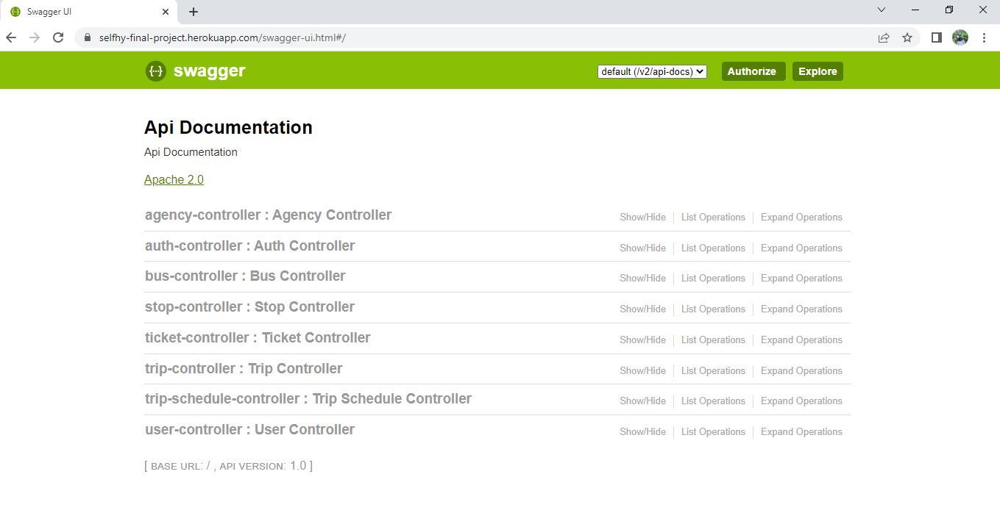 Swagger UI
selfhy-final-project.herokuapp.com/swagger-ui.html#/
{···} swagger default (/v2/api-docs) Authorize Explore
Api Documentation
Api Documentation
Apache 2.0
agency-controller : Agency Controller Show/Hide List Operations Expand Operations
auth-controller : Auth Controller Show/Hide List Operations Expand Operations
bus-controller : Bus Controller Show/Hide List Operations Expand Operations
stop-controller : Stop Controller Show/Hide List Operations Expand Operations
ticket-controller : Ticket Controller Show/Hide List Operations Expand Operations
trip-controller : Trip Controller Show/Hide List Operations Expand Operations
trip-schedule-controller : Trip Schedule Controller Show/Hide List Operations Expand Operations
user-controller : User Controller Show/Hide List Operations Expand Operations
[ BASE URL: / , API VERSION: 1.0 ]